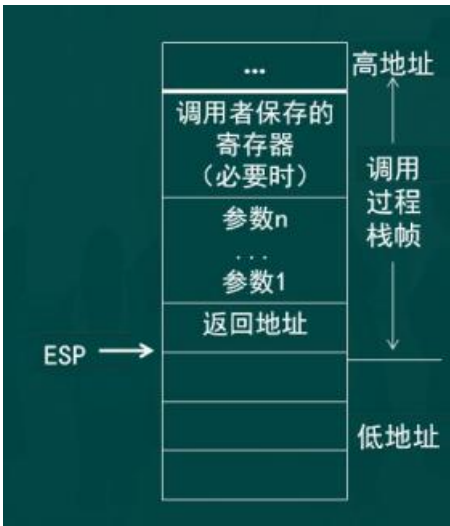 ...
高地址
调用者保存的
寄存器
（必要时）
调用
过程
栈帧
参数n
...
参数1
返回地址
ESP
低地址